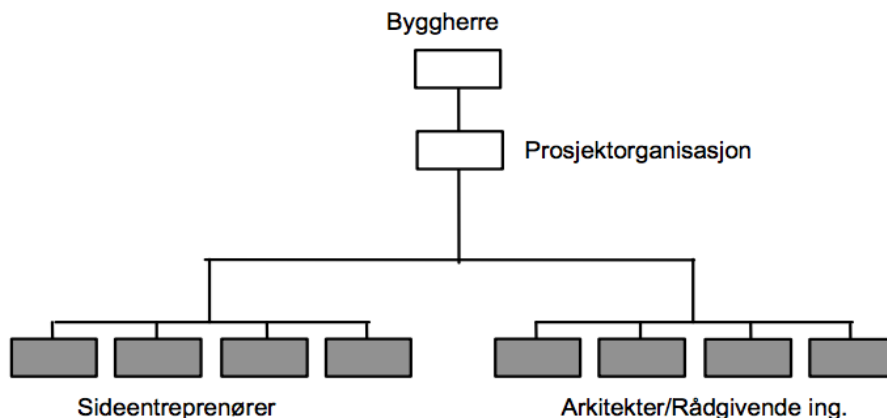 Byggherre
Prosjektorganisasjon
Sideentreprenører
Arkitekter/Rådgivende ing.